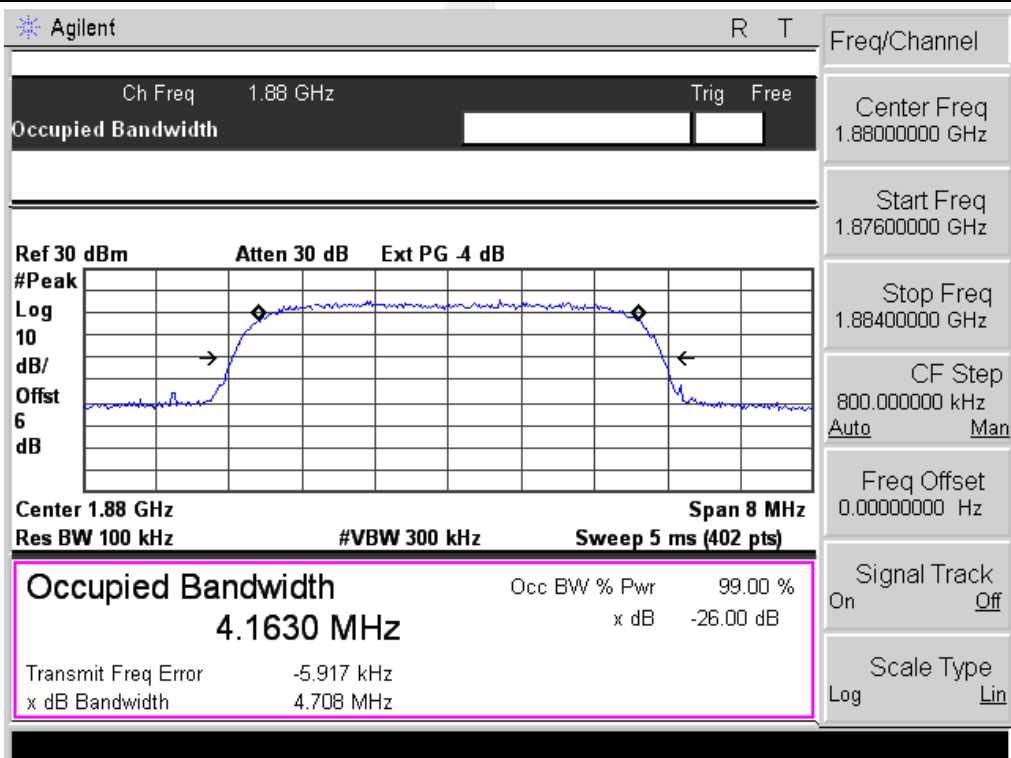 Agilent R T
Ch Freq 1.88 GHz Trig Free
Occupied Bandwidth
Ref 30 dBm Atten 30 dB Ext PG -4 dB
#Peak
Log
10
dB/
Offst
6
dB
Center 1.88 GHz Span 8 MHz
Res BW 100 kHz #VBW 300 kHz Sweep 5 ms (402 pts)
Occupied Bandwidth Occ BW % Pwr 99.00 %
4.1630 MHz x dB -26.00 dB
Transmit Freq Error -5.917 kHz
x dB Bandwidth 4.708 MHz
Freq/Channel
Center Freq
1.88000000 GHz
Start Freq
1.87600000 GHz
Stop Freq
1.88400000 GHz
CF Step
800.000000 kHz
Auto Man
Freq Offset
0.00000000 Hz
Signal Track
On Off
Scale Type
Log Lin